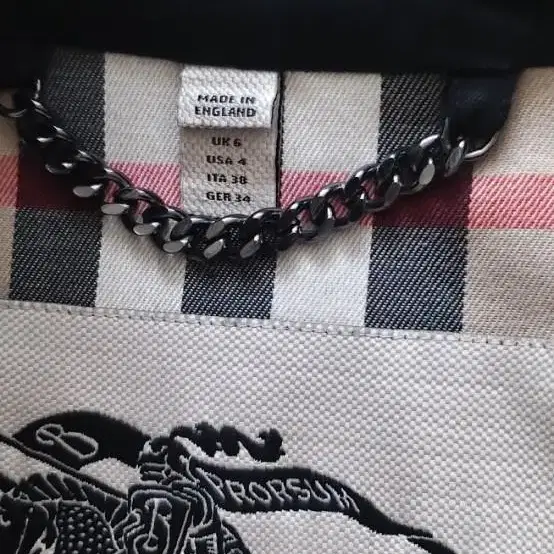 MADE IN
ENGLAND
UK 6
USA 4
ITA 38
GER 34
B
PRORSUM
B